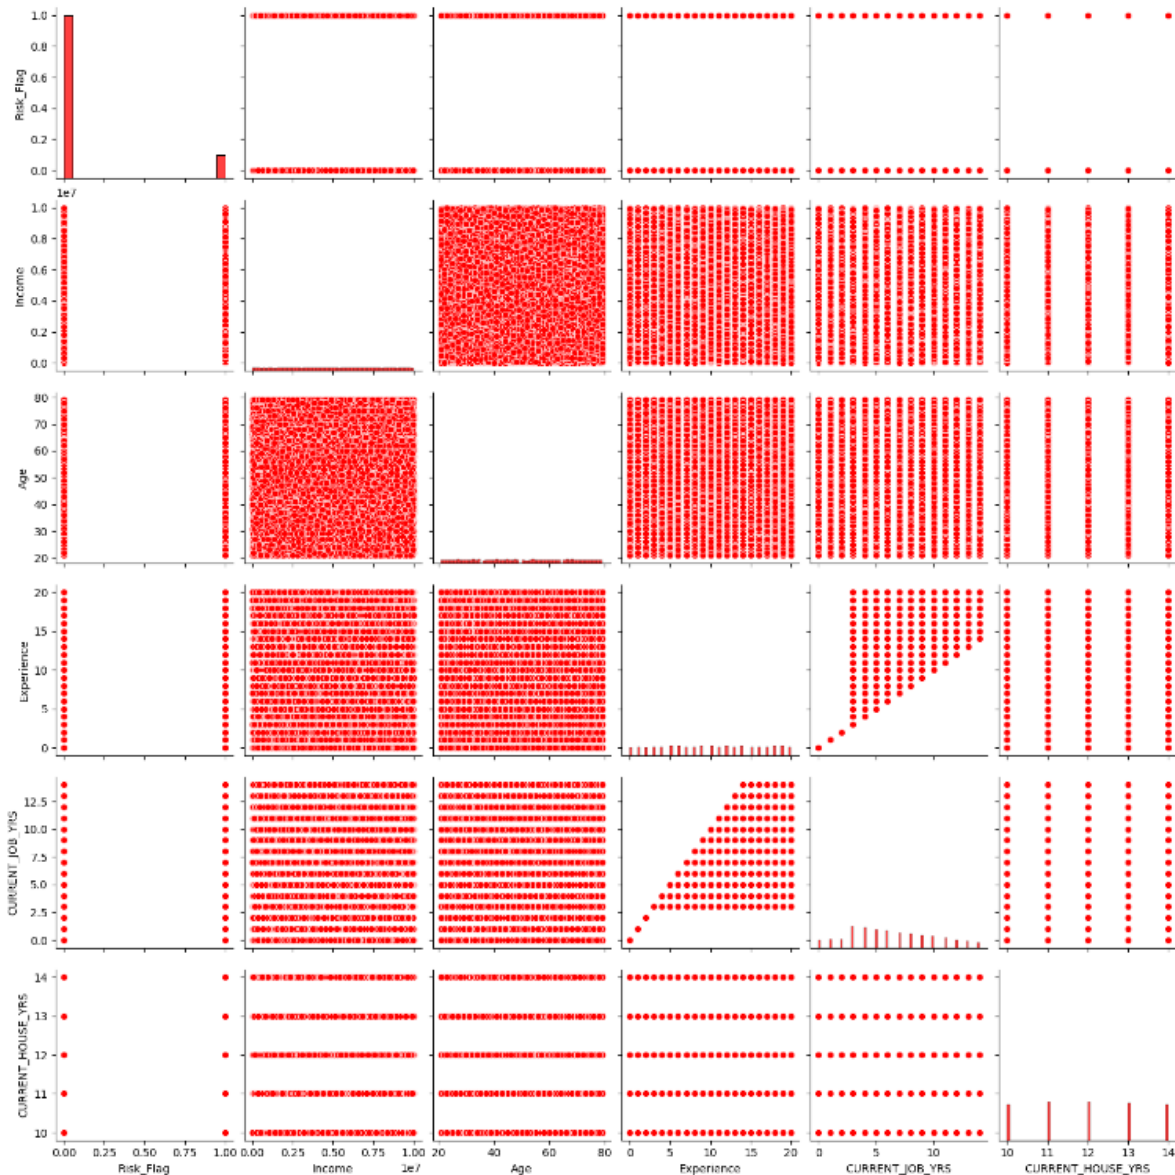 1.0
0.8
0.6
0.4
0.2
0.0
Risk_Flag
1e7
1.0
0.8
0.6
0.4
0.2
0.0
Income
80
70
60
50
40
30
20
Age
20
15
10
5
0
Experience
12.5
10.0
7.5
5.0
2.5
0.0
CURRENT_JOB_YRS
14
13
12
11
10
CURRENT_HOUSE_YRS
0.00 0.25 0.50 0.75 1.00
Risk_Flag
0.00 0.25 0.50 0.75 1.00
Income 1e7
20 40 60 80
Age
0 5 10 15 20
Experience
0 5 10
CURRENT_JOB_YRS
10 11 12 13 14
CURRENT_HOUSE_YRS